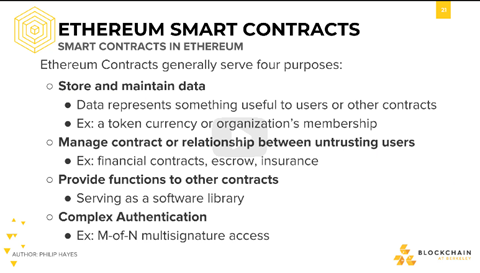 31
ETHEREUM SMART CONTRACTS
SMART CONTRACTS IN ETHEREUM
Ethereum Contracts generally serve four purposes:
○ Store and maintain data
● Data represents something useful to users or other contracts
● Ex: a token currency or organization's membership
○ Manage contract or relationship between untrusting users
● Ex: financial contracts, escrow, insurance
○ Provide functions to other contracts
● Serving as a software library
○ Complex Authentication
● Ex: M-of-N multisignature access
AUTHOR: PHILIP HAYES
BLOCKCHAIN
AT BERKELEY